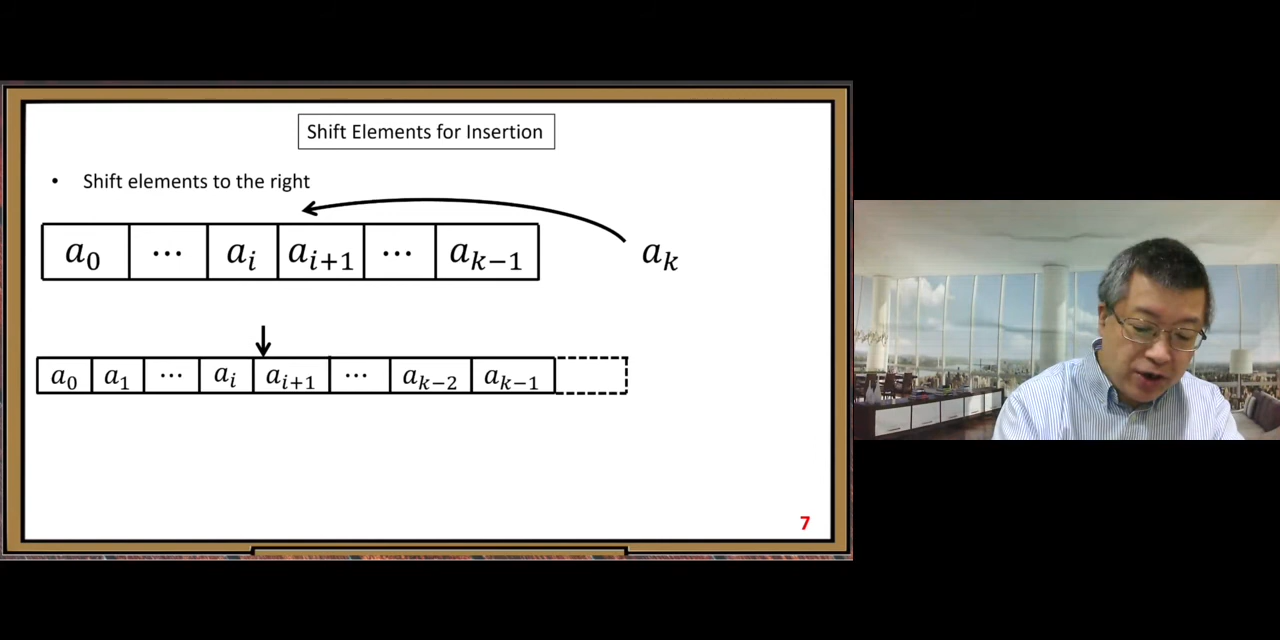 Shift Elements for Insertion
• Shift elements to the right
a₀ ⋯ aᵢ aᵢ₊₁ ⋯ aₖ₋₁ aₖ
a₀ a₁ ⋯ aᵢ aᵢ₊₁ ⋯ aₖ₋₂ aₖ₋₁
7